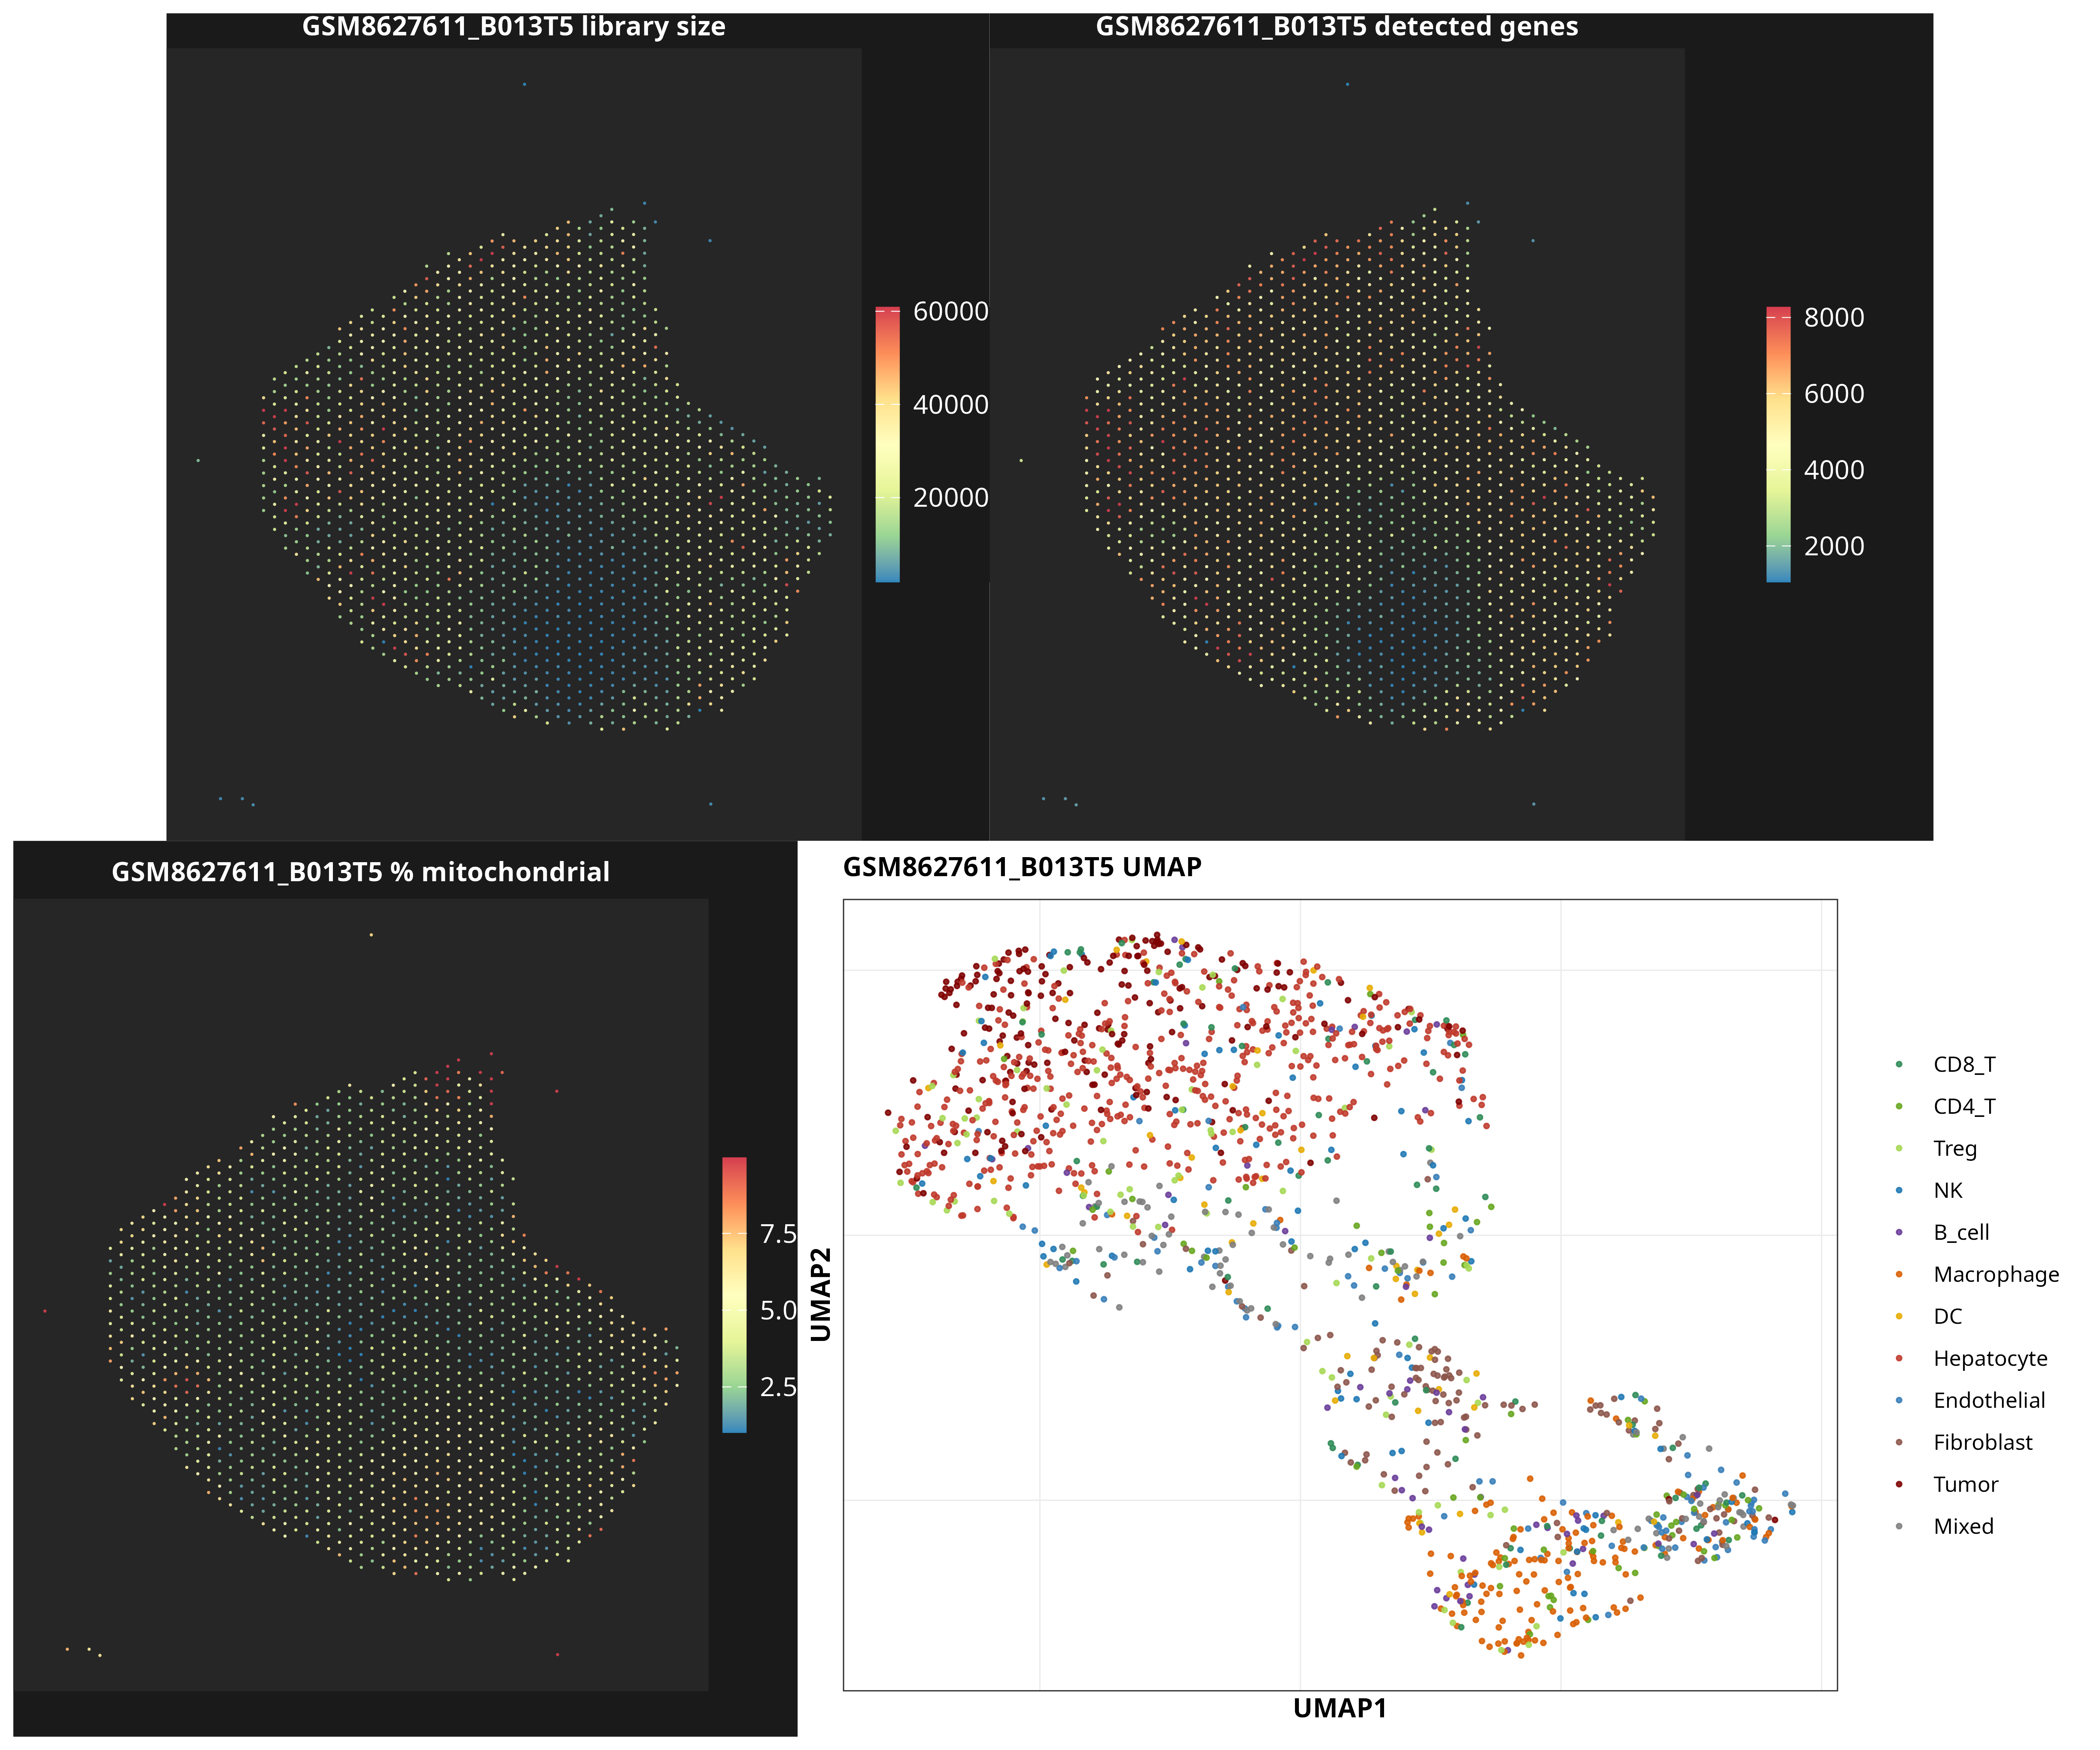 GSM8627611_B013T5 library size
60000
40000
20000
GSM8627611_B013T5 detected genes
8000
6000
4000
2000
GSM8627611_B013T5 % mitochondrial
7.5
5.0
2.5
GSM8627611_B013T5 UMAP
UMAP2
UMAP1
CD8_T
CD4_T
Treg
NK
B_cell
Macrophage
DC
Hepatocyte
Endothelial
Fibroblast
Tumor
Mixed